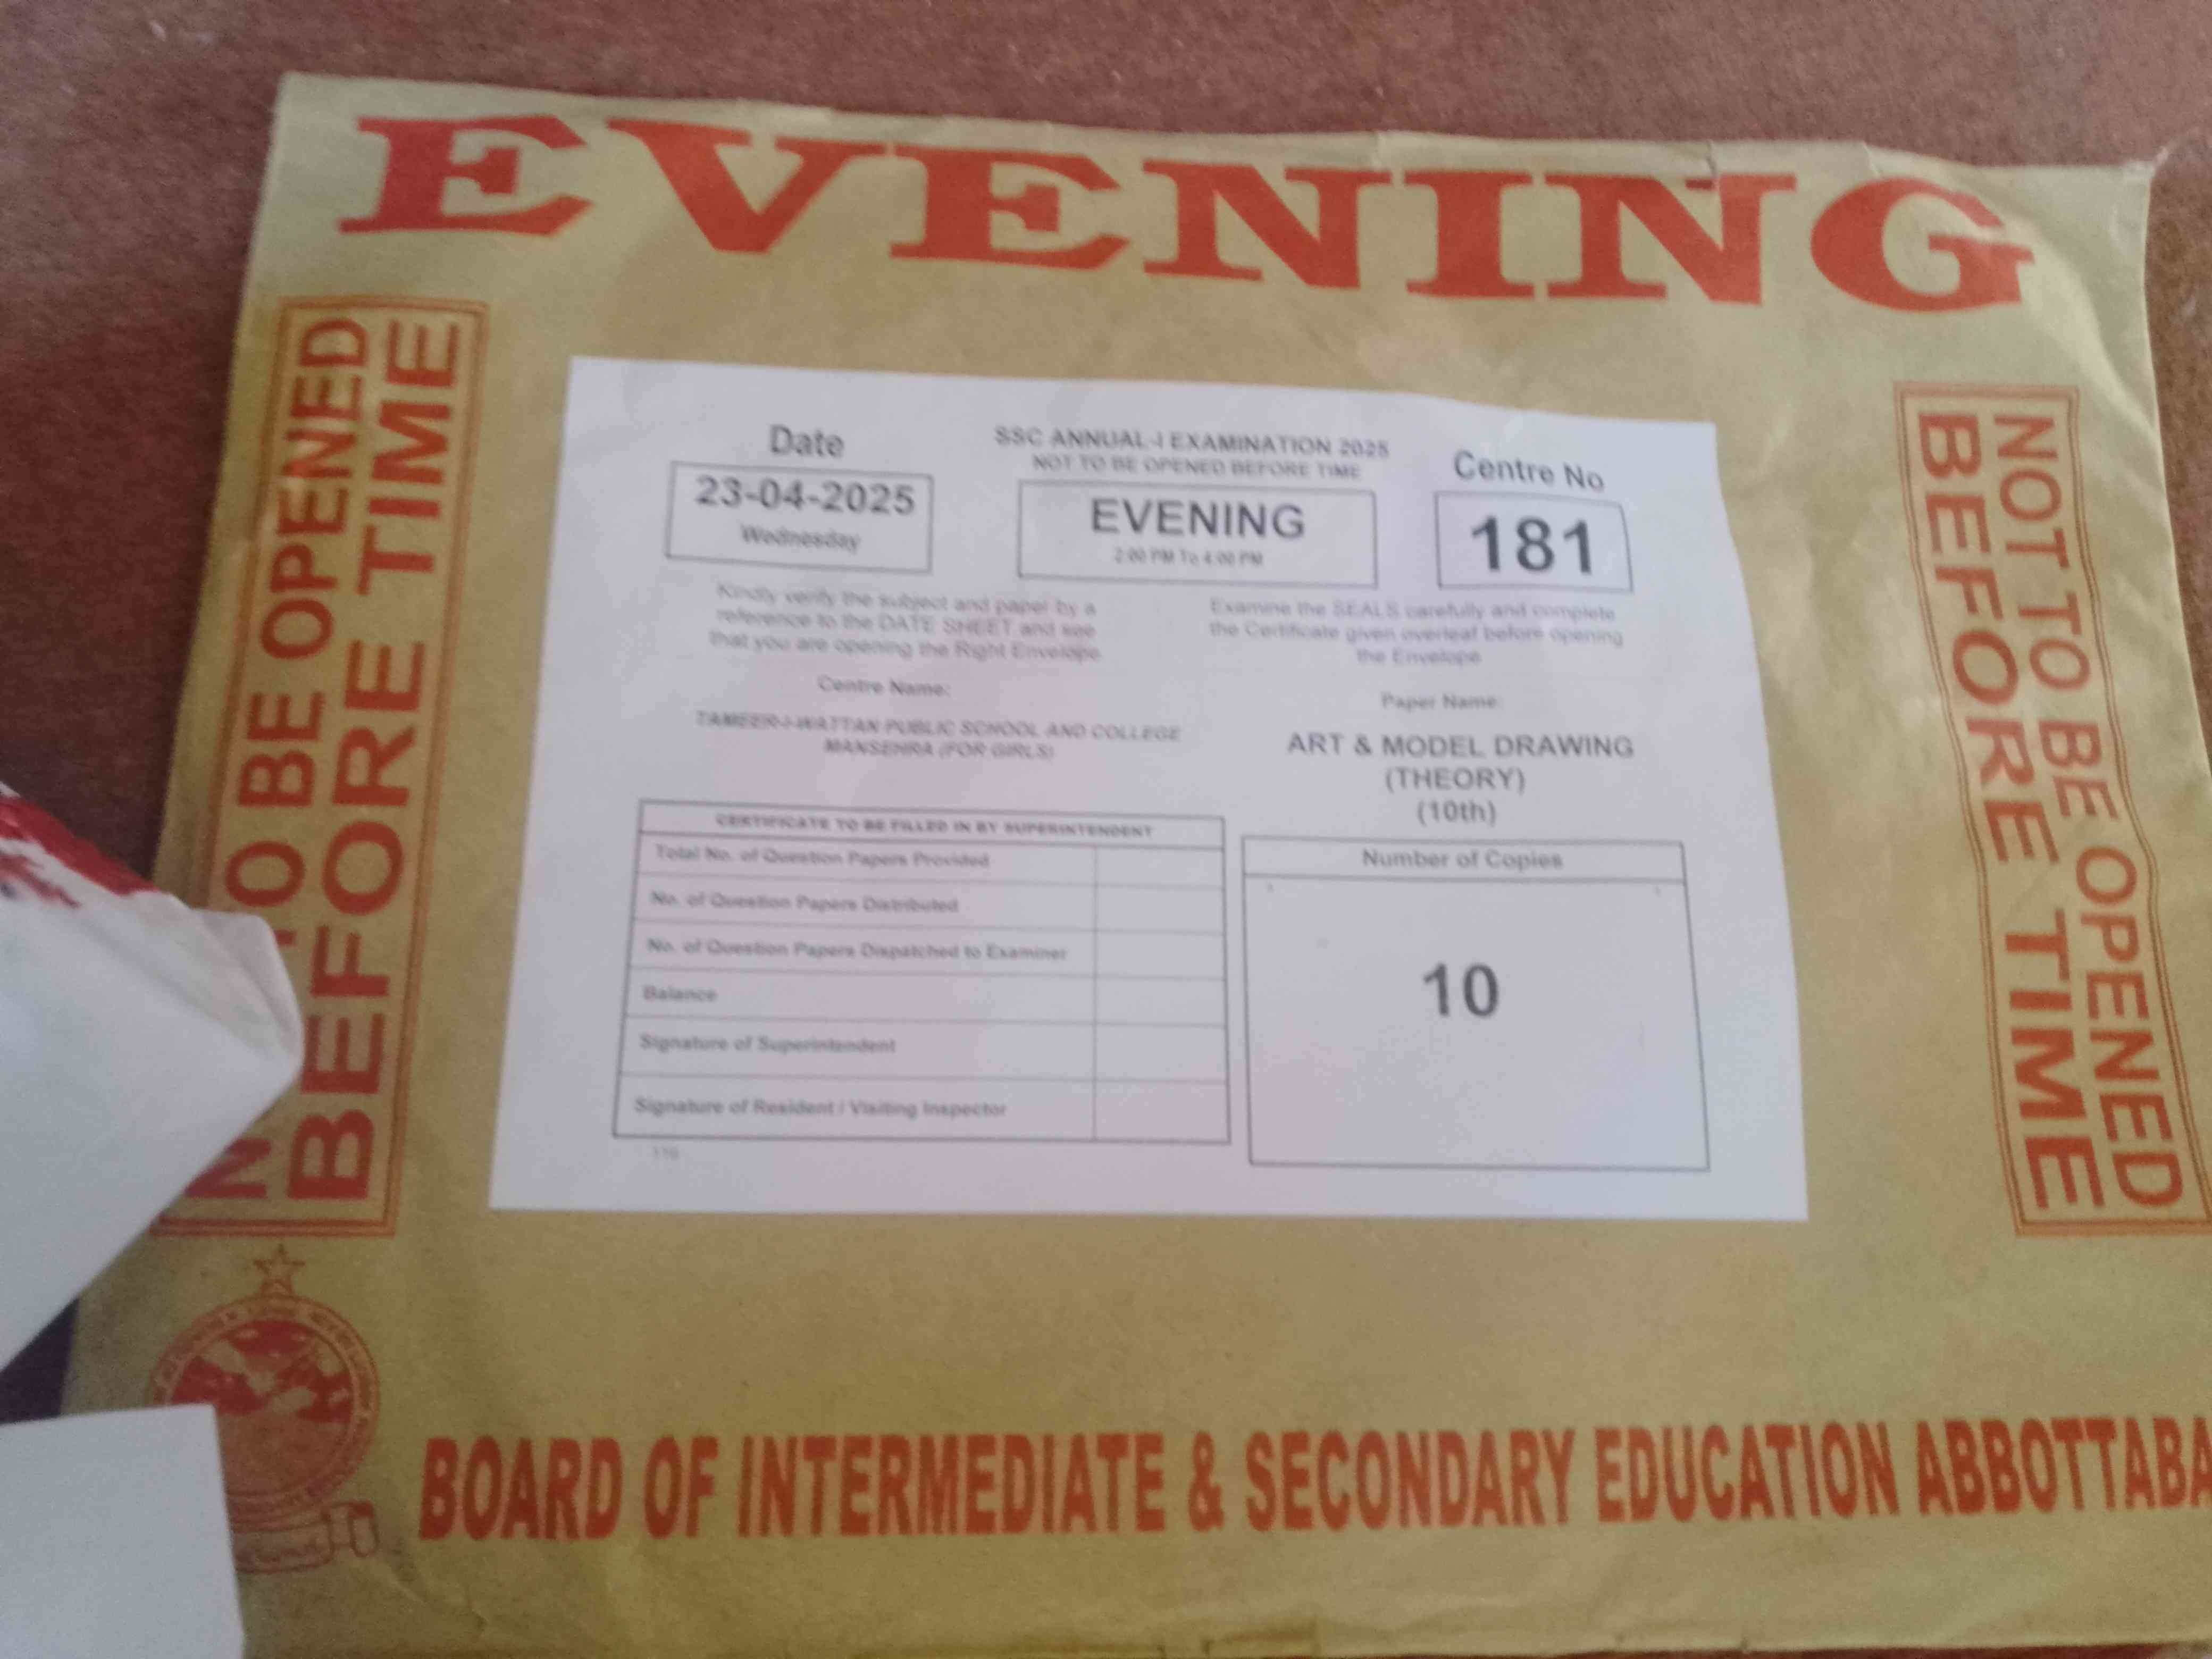 EVENING
NOT TO BE OPENED
BEFORE TIME
Date
23-04-2025
Wednesday
SSC ANNUAL-I EXAMINATION 2025
NOT TO BE OPENED BEFORE TIME
EVENING
2:00 PM To 4:00 PM
Centre No
181
Kindly verify the subject and paper by a
reference to the DATE SHEET and see
that you are opening the Right Envelope
Examine the SEALS carefully and complete
the Certificate given overleaf before opening
the Envelope
Centre Name:
TAMEER-I-WATTAN PUBLIC SCHOOL AND COLLEGE
MANSEHRA (FOR GIRLS)
Paper Name:
ART & MODEL DRAWING
(THEORY)
(10th)
CERTIFICATE TO BE FILLED IN BY SUPERINTENDENT
Total No. of Question Papers Provided
No. of Question Papers Distributed
No. of Question Papers Dispatched to Examiner
Balance
Signature of Superintendent
Signature of Resident / Visiting Inspector
Number of Copies
10
N O BE OPENED
BEFORE TIME
BOARD OF INTERMEDIATE & SECONDARY EDUCATION ABBOTTABA